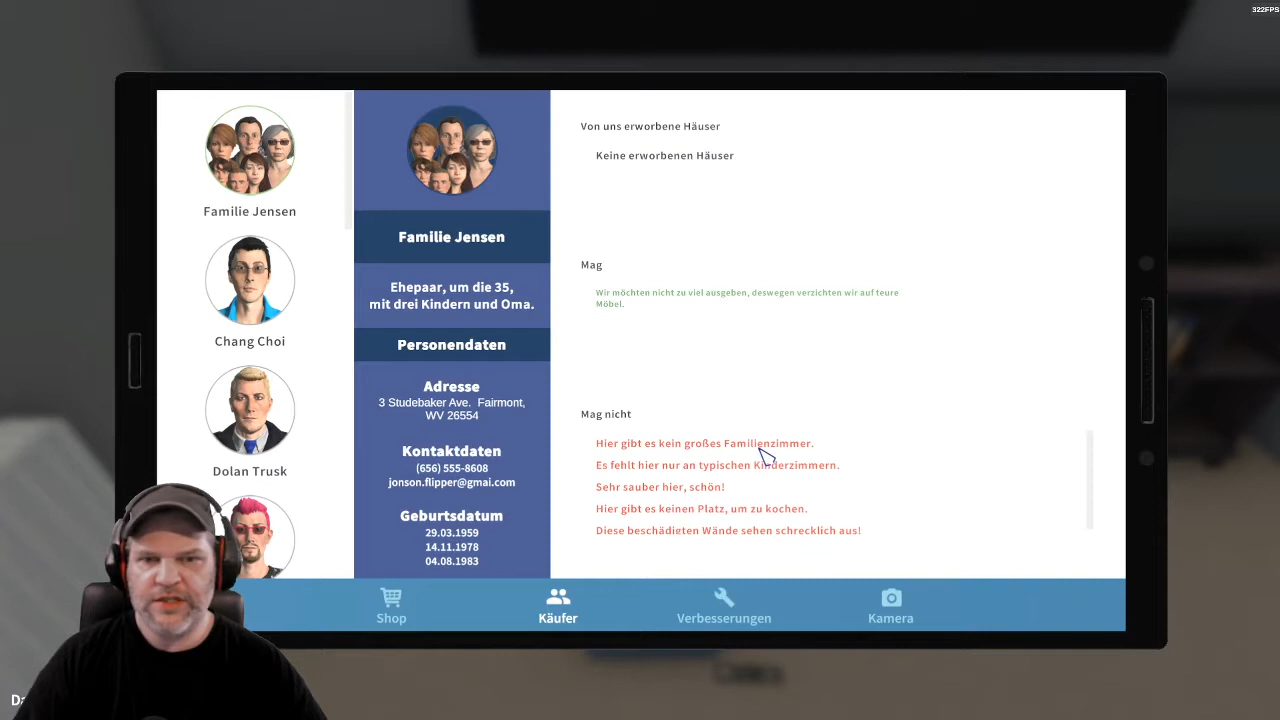 322FPS
Familie Jensen
Chang Choi
Dolan Trusk
Familie Jensen
Ehepaar, um die 35,
mit drei Kindern und Oma.
Personendaten
Adresse
3 Studebaker Ave. Fairmont,
WV 26554
Kontaktdaten
(656) 555-8608
jonson.flipper@gmai.com
Geburtsdatum
29.03.1959
14.11.1978
04.08.1983
Von uns erworbene Häuser
Keine erworbenen Häuser
Mag
Wir möchten nicht zu viel ausgeben, deswegen verzichten wir auf teure
Möbel.
Mag nicht
Hier gibt es kein großes Familienzimmer.
Es fehlt hier nur an typischen Kinderzimmern.
Sehr sauber hier, schön!
Hier gibt es keinen Platz, um zu kochen.
Diese beschädieten Wände sehen schrecklich aus!
Shop
Käufer
Verbesserungen
Kamera